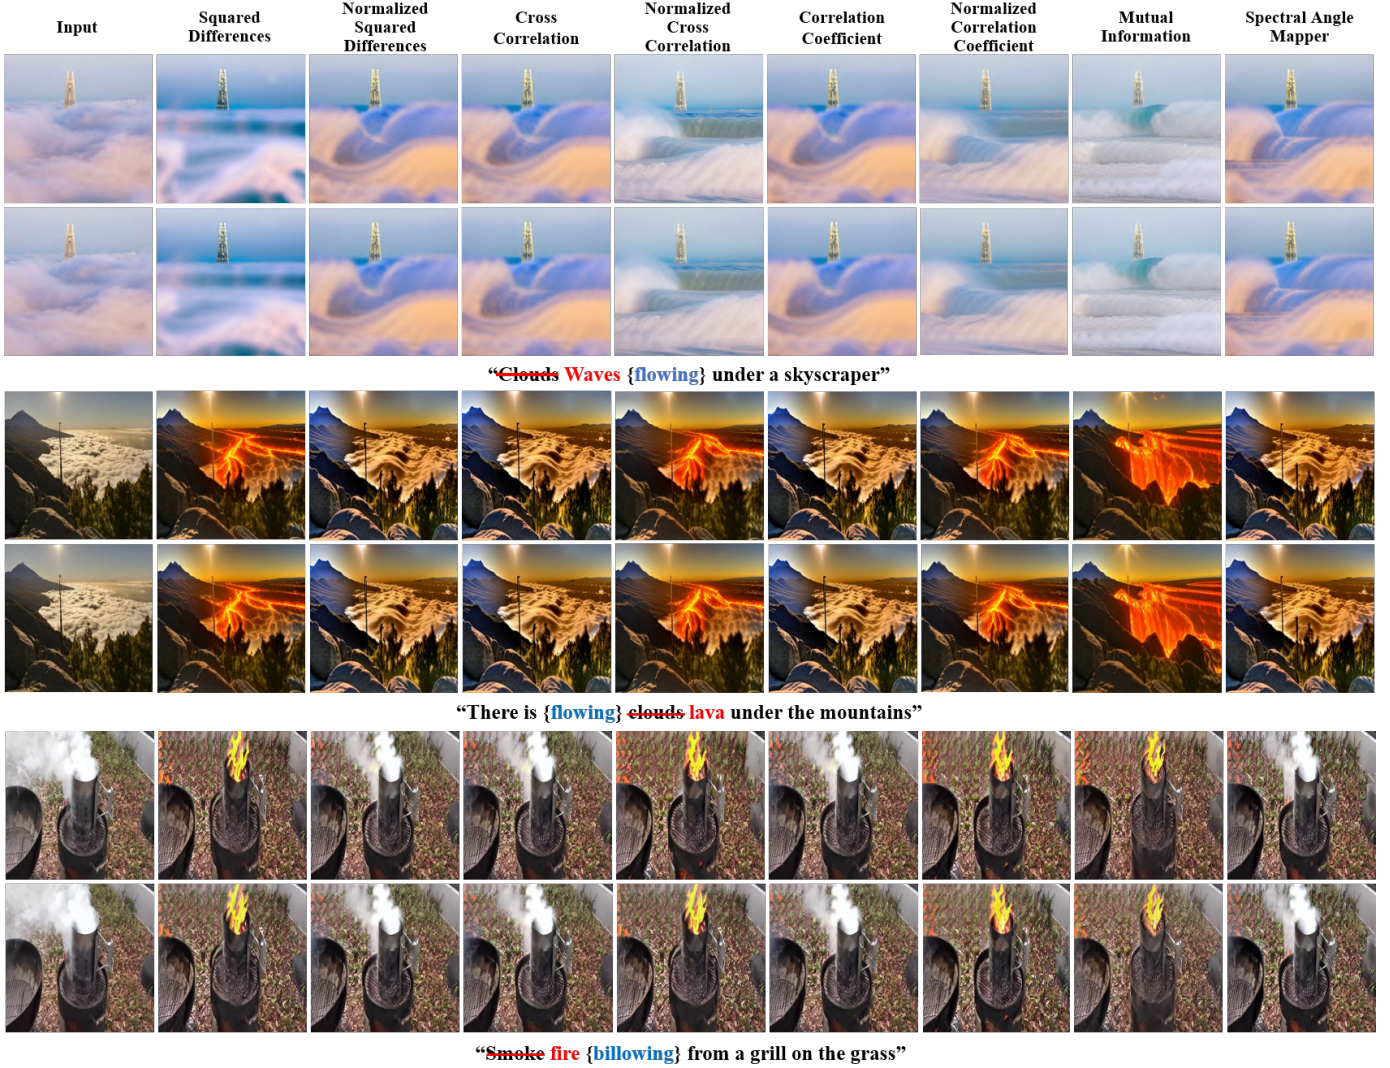 Input
Squared
Differences
Normalized
Squared
Differences
Cross
Correlation
Normalized
Cross
Correlation
Correlation
Coefficient
Normalized
Correlation
Coefficient
Mutual
Information
Spectral Angle
Mapper
“Clouds Waves {flowing} under a skyscraper”
“There is {flowing} clouds lava under the mountains”
“Smoke fire {billowing} from a grill on the grass”